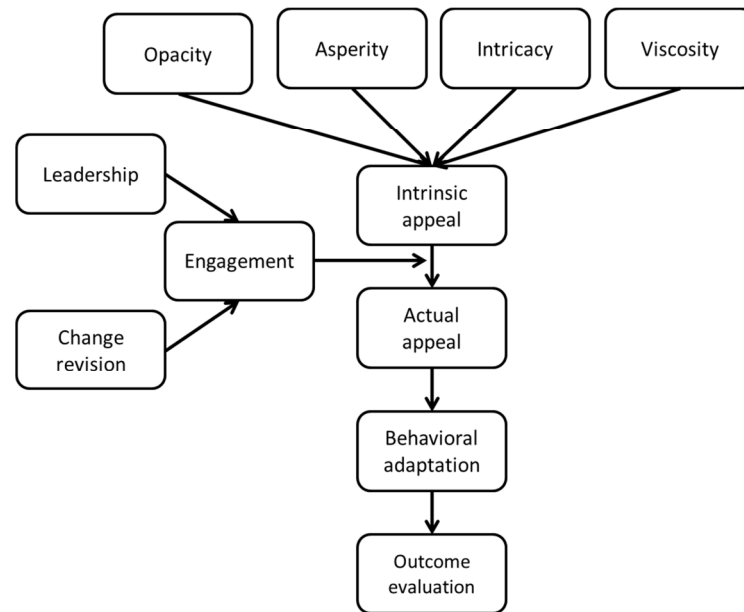 Opacity
Asperity
Intricacy
Viscosity
Leadership
Intrinsic
appeal
Engagement
Actual
appeal
Change
revision
Behavioral
adaptation
Outcome
evaluation